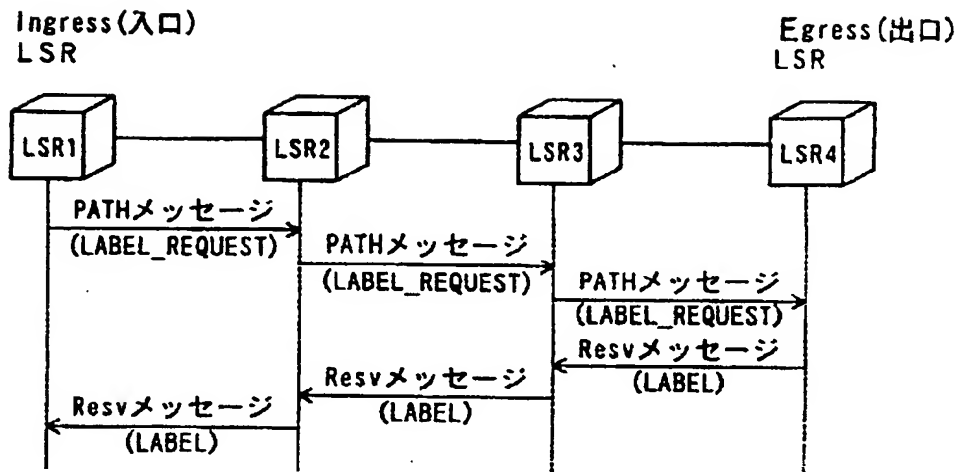 Ingress(入口)
LSR
Egress(出口)
LSR
LSR1
LSR2
LSR3
LSR4
PATHメッセージ
(LABEL_REQUEST)
PATHメッセージ
(LABEL_REQUEST)
PATHメッセージ
(LABEL_REQUEST)
Resvメッセージ
(LABEL)
Resvメッセージ
(LABEL)
Resvメッセージ
(LABEL)